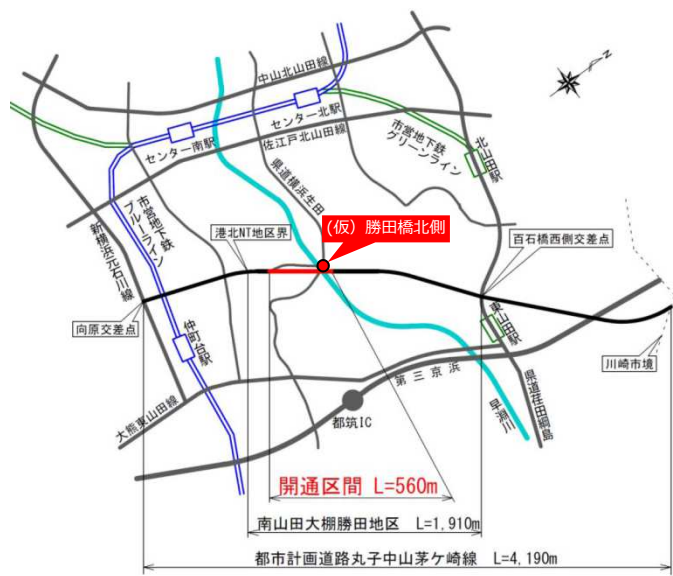 N
中山北山田線
センター北駅
センター南駅
佐江戸北山田線
市営地下鉄
グリーンライン
北山田駅
県道横浜生田
市営地下鉄
ブルーライン
新横浜元石川線
港北NT地区界
(仮) 勝田橋北側
百石橋西側交差点
向原交差点
仲町台駅
東山田駅
川崎市境
第三京浜
大熊東山田線
都筑IC
早淵川
県道荏田綱島
開通区間 L=560m
南山田大棚勝田地区 L=1,910m
都市計画道路丸子中山茅ケ崎線 L=4,190m